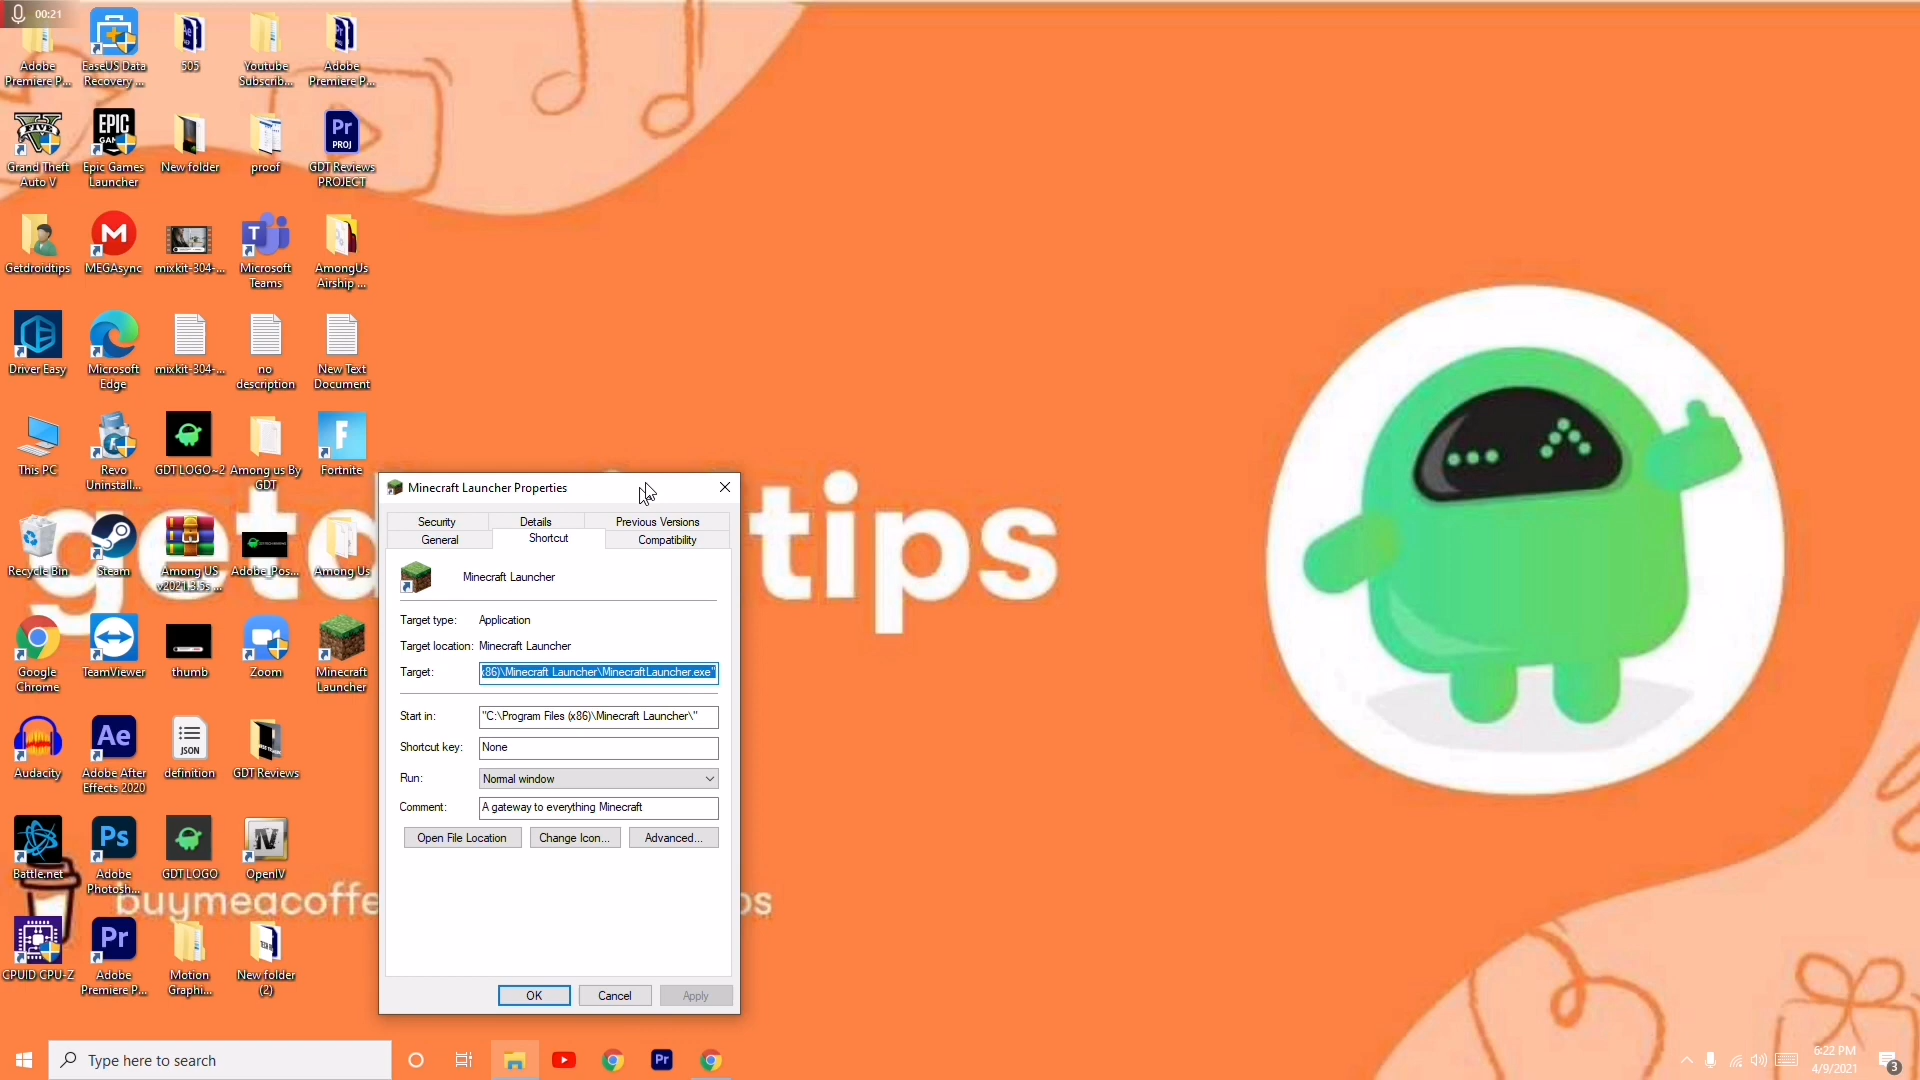 00:21
Adobe
Premiere P...
EaseUS Data
Recovery ...
505
Youtube
Subscrib...
Adobe
Premiere P...
Grand Theft
Auto V
Epic Games
Launcher
New folder
proof
GDT Reviews
PROJECT
Getdroidtips
MEGAsync
mixkit-304-...
Microsoft
Teams
AmongUs
Airship ...
Driver Easy
Microsoft
Edge
mixkit-304-...
no
description
New Text
Document
This PC
Revo
Uninstall...
GDT LOGO~2
Among us By
GDT
Fortnite
Recycle Bin
Steam
Among US
v2021.3.5s ...
Adobe_Pos...
Among Us
Google
Chrome
TeamViewer
thumb
Zoom
Minecraft
Launcher
Audacity
Adobe After
Effects 2020
definition
GDT Reviews
Battle.net
Adobe
Photosh...
GDT LOGO
OpenIV
CPUID CPU-Z
Adobe
Premiere P...
Motion
Graphi...
New folder
(2)
tips
buymeacoffe
Minecraft Launcher Properties
Security Details Previous Versions
General Shortcut Compatibility
Minecraft Launcher
Target type: Application
Target location: Minecraft Launcher
Target: x86)\Minecraft Launcher\MinecraftLauncher.exe"
Start in: "C:\Program Files (x86)\Minecraft Launcher\"
Shortcut key: None
Run: Normal window
Comment: A gateway to everything Minecraft
Open File Location Change Icon... Advanced...
OK Cancel Apply
Type here to search
6:22 PM
4/9/2021
3